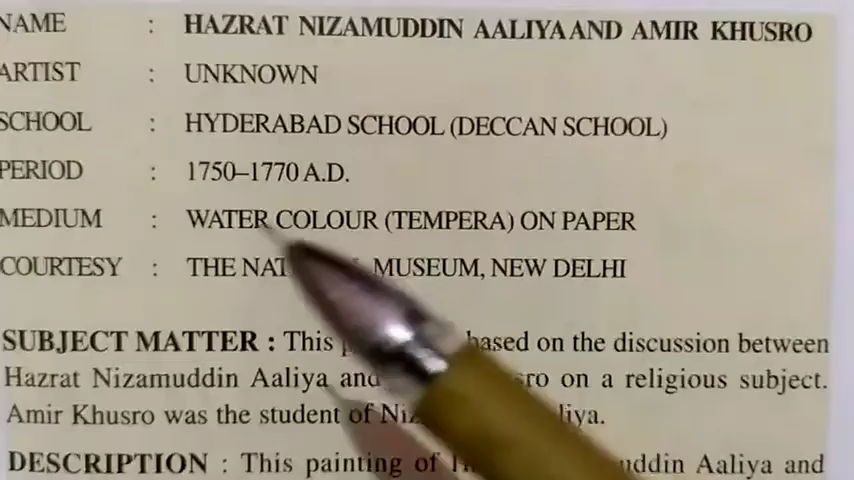 NAME : HAZRAT NIZAMUDDIN AALIYA AND AMIR KHUSRO
ARTIST : UNKNOWN
SCHOOL : HYDERABAD SCHOOL (DECCAN SCHOOL)
PERIOD : 1750–1770 A.D.
MEDIUM : WATER COLOUR (TEMPERA) ON PAPER
COURTESY : THE MUSEUM, NEW DELHI
SUBJECT MATTER : This based on the discussion between
Hazrat Nizamuddin Aaliya and on a religious subject.
Amir Khusro was the student of
DESCRIPTION : This painting of Aaliya and